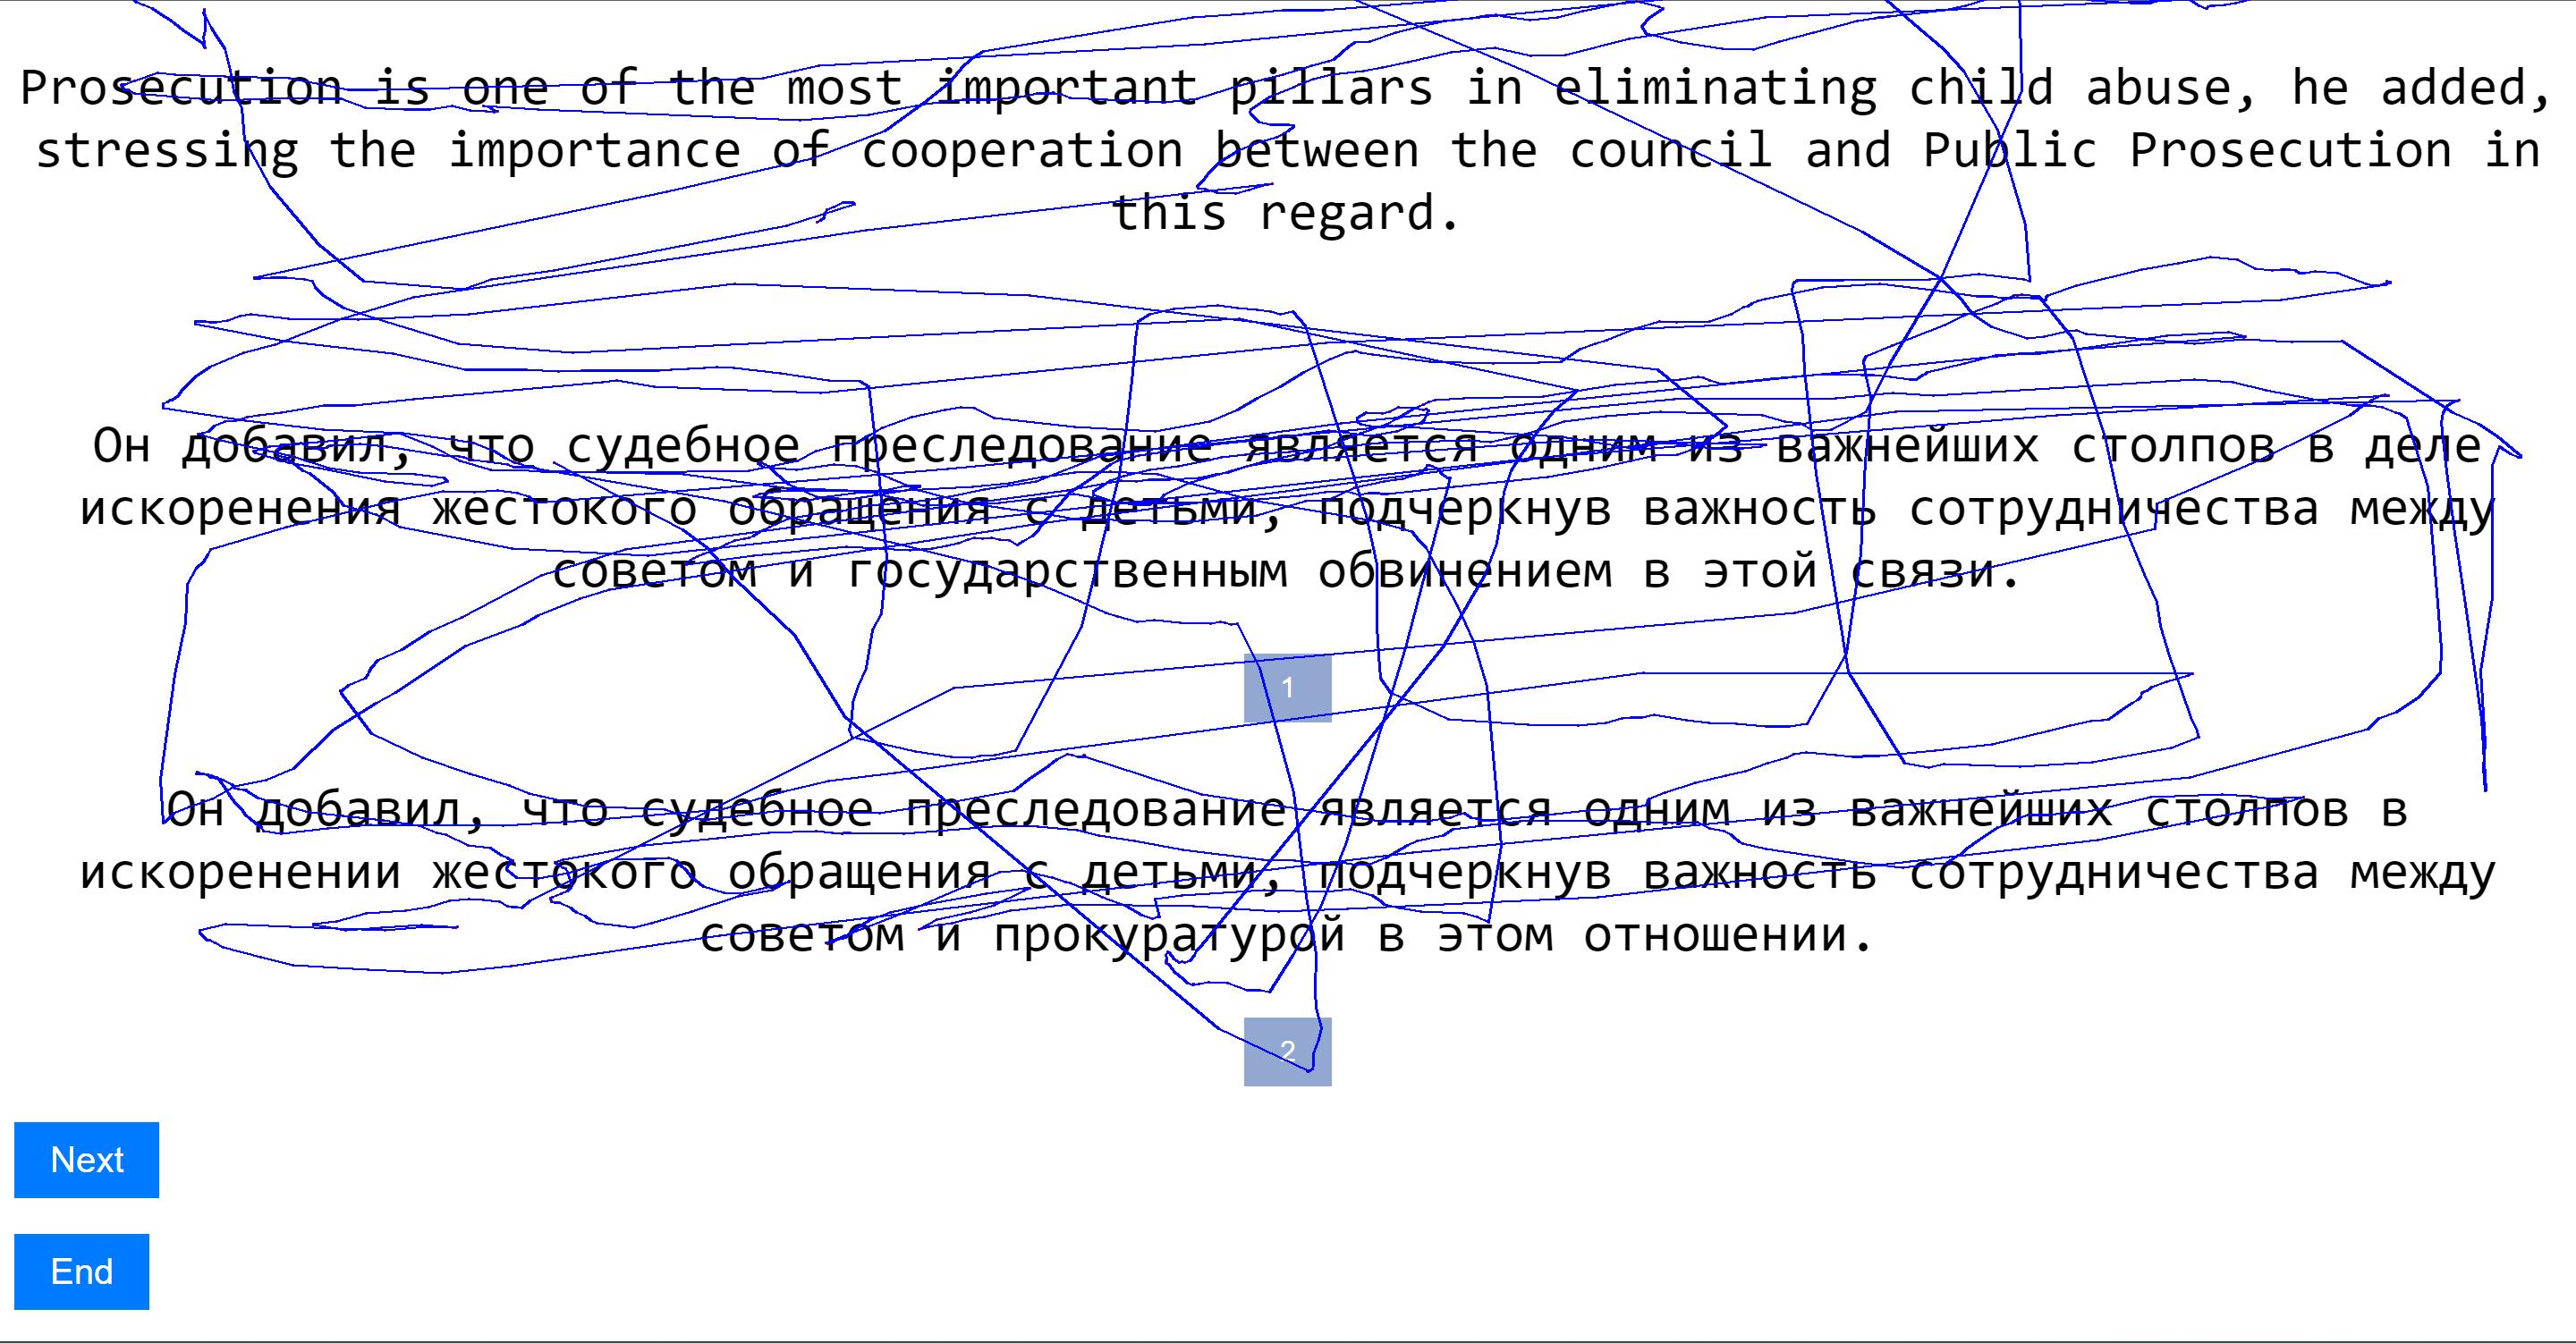 Prosecution is one of the most important pillars in eliminating child abuse, he added,
stressing the importance of cooperation between the council and Public Prosecution in
this regard.
Он добавил, что судебное преследование является одним из важнейших столпов в деле
искоренения жестокого обращения с детьми, подчеркнув важность сотрудничества между
советом и государственным обвинением в этой связи.
1
Он добавил, что судебное преследование является одним из важнейших столпов в
искоренении жестокого обращения с детьми, подчеркнув важность сотрудничества между
советом и прокуратурой в этом отношении.
2
Next
End